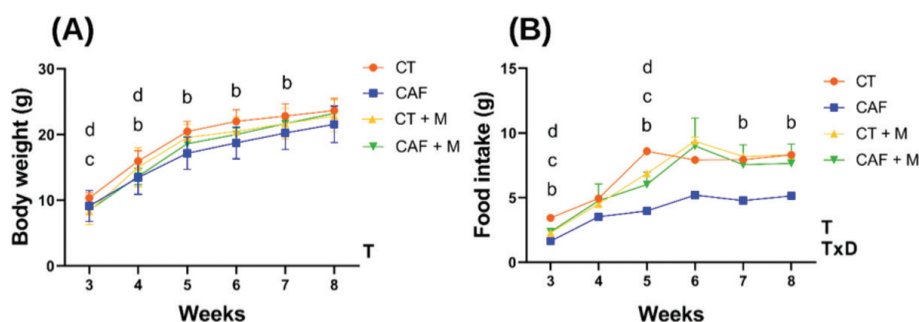 (A)
Body weight (g)
30
20
10
0
d
c
d
b
b
b
b
3 4 5 6 7 8
Weeks
CT
CAF
CT + M
CAF + M
T
(B)
Food intake (g)
15
10
5
0
d
c
b
d
c
b
b
b
3 4 5 6 7 8
Weeks
CT
CAF
CT + M
CAF + M
T
TxD